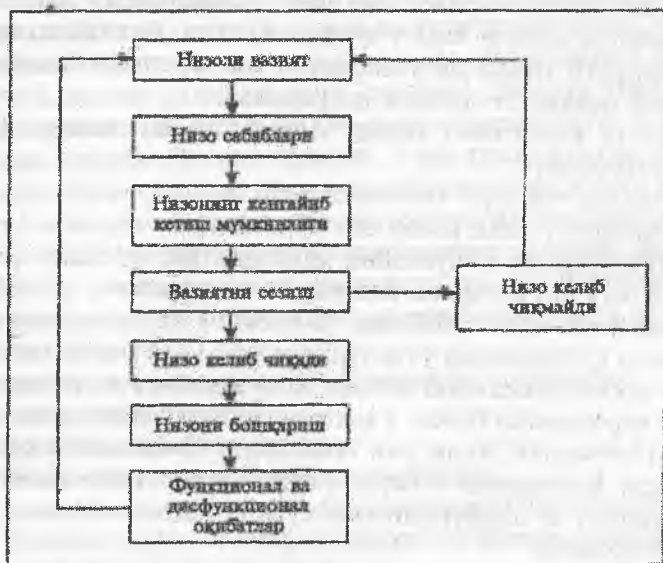 Низоли вазият
Низо сабаблари
Низонинг кенгайиб
кетиш мумкинлиги
Вазиятни сезиш
Низо келиб
чиқмайди
Низо келиб чиқди
Низони бошқариш
Функционал ва
дисфункционал
оқибатлар